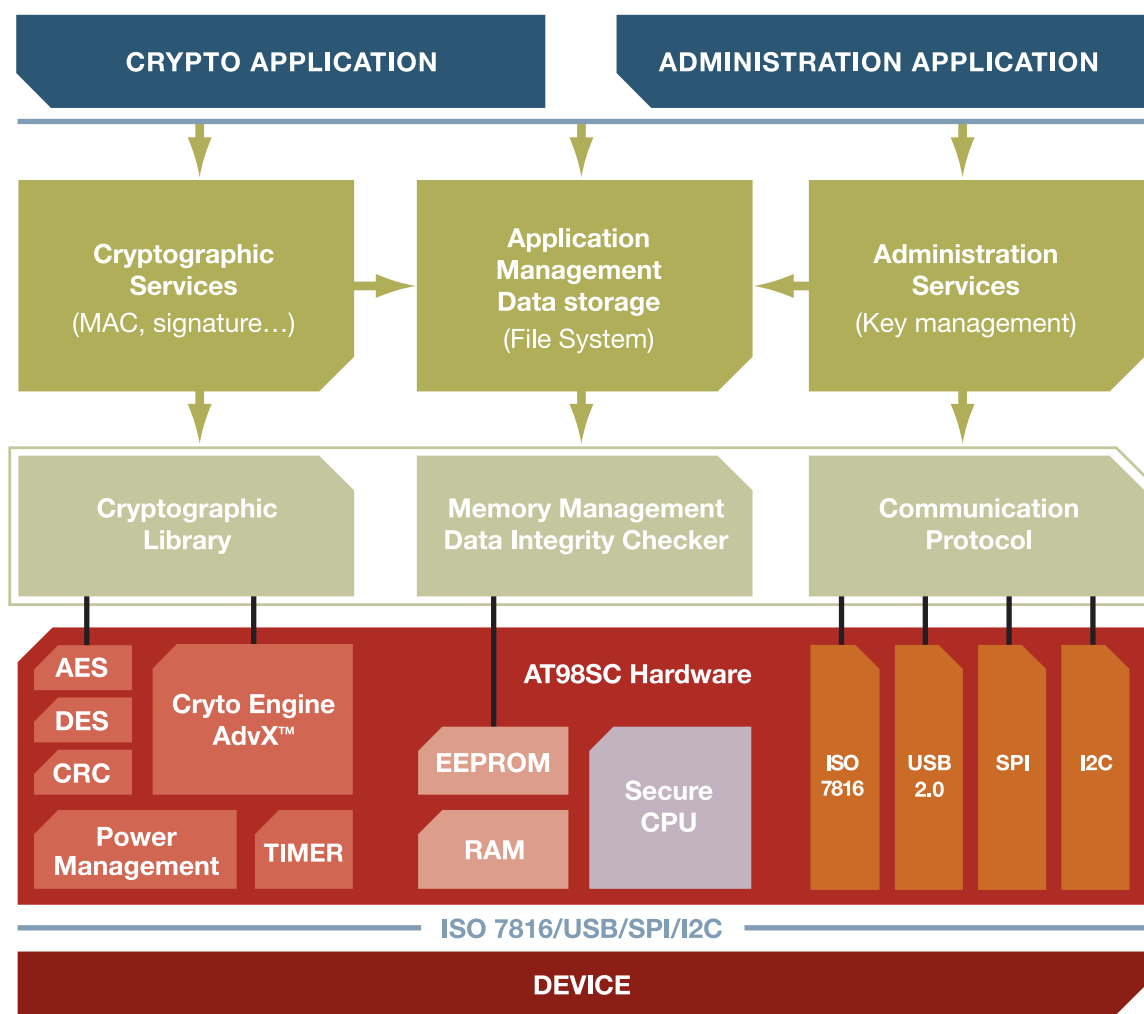 CRYPTO APPLICATION
ADMINISTRATION APPLICATION
Cryptographic
Services
(MAC, signature…)
Application
Management
Data storage
(File System)
Administration
Services
(Key management)
Cryptographic
Library
Memory Management
Data Integrity Checker
Communication
Protocol
AT98SC Hardware
AES
DES
CRC
Cryto Engine
AdvX™
Power
Management
TIMER
EEPROM
RAM
Secure
CPU
ISO
7816
USB
2.0
SPI
I2C
ISO 7816/USB/SPI/I2C
DEVICE